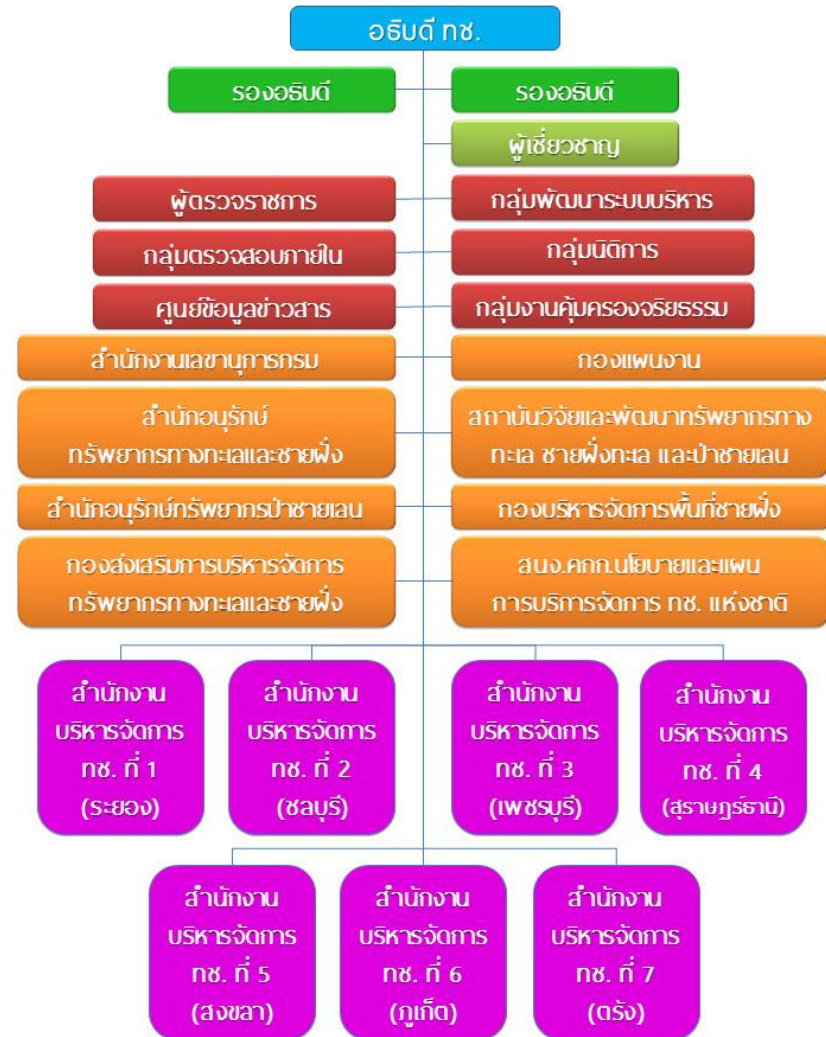 อธิบดี ทช.
รองอธิบดี
รองอธิบดี
ผู้เชี่ยวชาญ
ผู้ตรวจราชการ
กลุ่มพัฒนาระบบบริหาร
กลุ่มตรวจสอบภายใน
กลุ่มนิติการ
ศูนย์ข้อมูลข่าวสาร
กลุ่มงานคุ้มครองจริยธรรม
สำนักงานเลขานุการกรม
กองแผนงาน
สำนักอนุรักษ์
ทรัพยากรทางทะเลและชายฝั่ง
สถาบันวิจัยและพัฒนาทรัพยากรทาง
ทะเล ชายฝั่งทะเล และป่าชายเลน
สำนักอนุรักษ์ทรัพยากรป่าชายเลน
กองบริหารจัดการพื้นที่ชายฝั่ง
กองส่งเสริมการบริหารจัดการ
ทรัพยากรทางทะเลและชายฝั่ง
สนง.คกก.นโยบายและแผน
การบริการจัดการ ทช. แห่งชาติ
สำนักงาน
บริหารจัดการ
ทช. ที่ 1
(ระยอง)
สำนักงาน
บริหารจัดการ
ทช. ที่ 2
(ชลบุรี)
สำนักงาน
บริหารจัดการ
ทช. ที่ 3
(เพชรบุรี)
สำนักงาน
บริหารจัดการ
ทช. ที่ 4
(สุราษฎร์ธานี)
สำนักงาน
บริหารจัดการ
ทช. ที่ 5
(สงขลา)
สำนักงาน
บริหารจัดการ
ทช. ที่ 6
(ภูเก็ต)
สำนักงาน
บริหารจัดการ
ทช. ที่ 7
(ตรัง)